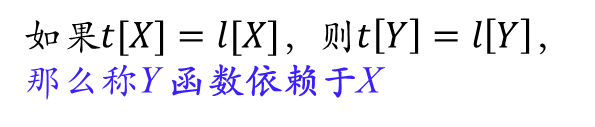 如果t[X] = l[X]，则t[Y] = l[Y]，
那么称Y函数依赖于X